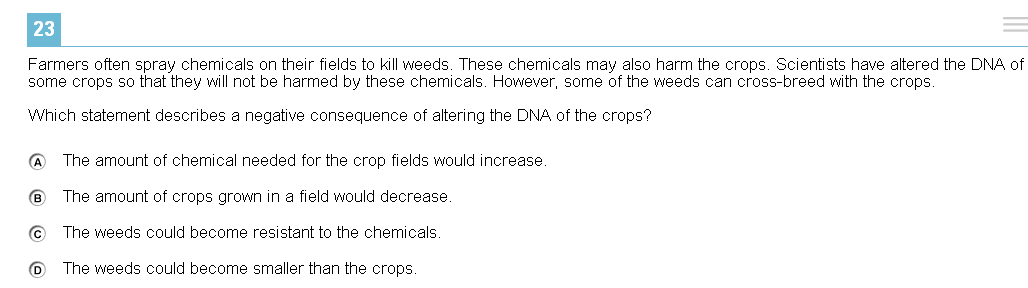 23
Farmers often spray chemicals on their fields to kill weeds. These chemicals may also harm the crops. Scientists have altered the DNA of
some crops so that they will not be harmed by these chemicals. However, some of the weeds can cross-breed with the crops.
Which statement describes a negative consequence of altering the DNA of the crops?
A The amount of chemical needed for the crop fields would increase.
B The amount of crops grown in a field would decrease.
C The weeds could become resistant to the chemicals.
D The weeds could become smaller than the crops.